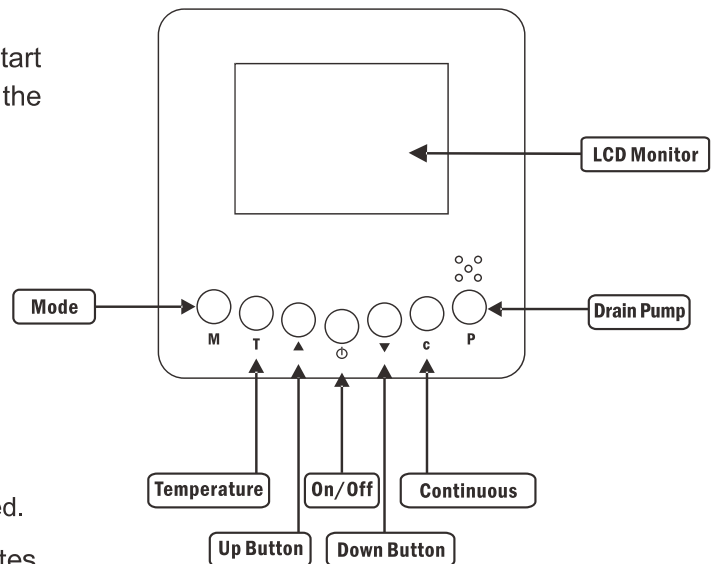 tart
the
LCD Monitor
Mode
Drain Pump
M
T
▲
▼
c
P
Temperature
On/Off
Continuous
ed.
Up Button
Down Button
tes